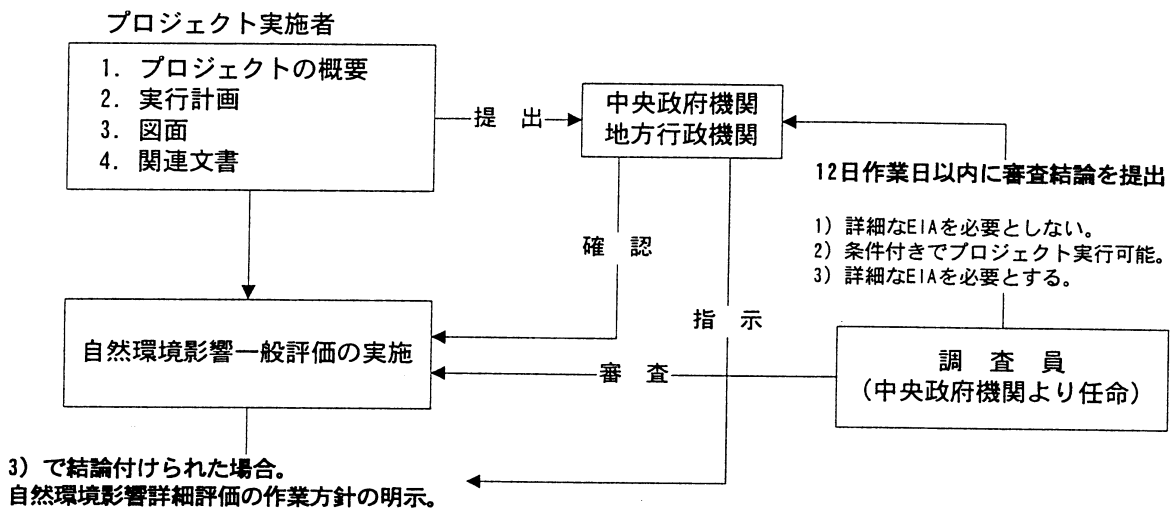 プロジェクト実施者
1. プロジェクトの概要
2. 実行計画
3. 図面
4. 関連文書
提 出
中央政府機関
地方行政機関
12日作業日以内に審査結論を提出
1) 詳細なEIAを必要としない。
2) 条件付きでプロジェクト実行可能。
3) 詳細なEIAを必要とする。
確 認
指 示
自然環境影響一般評価の実施
審 査
調 査 員
(中央政府機関より任命)
3) で結論付けられた場合。
自然環境影響詳細評価の作業方針の明示。